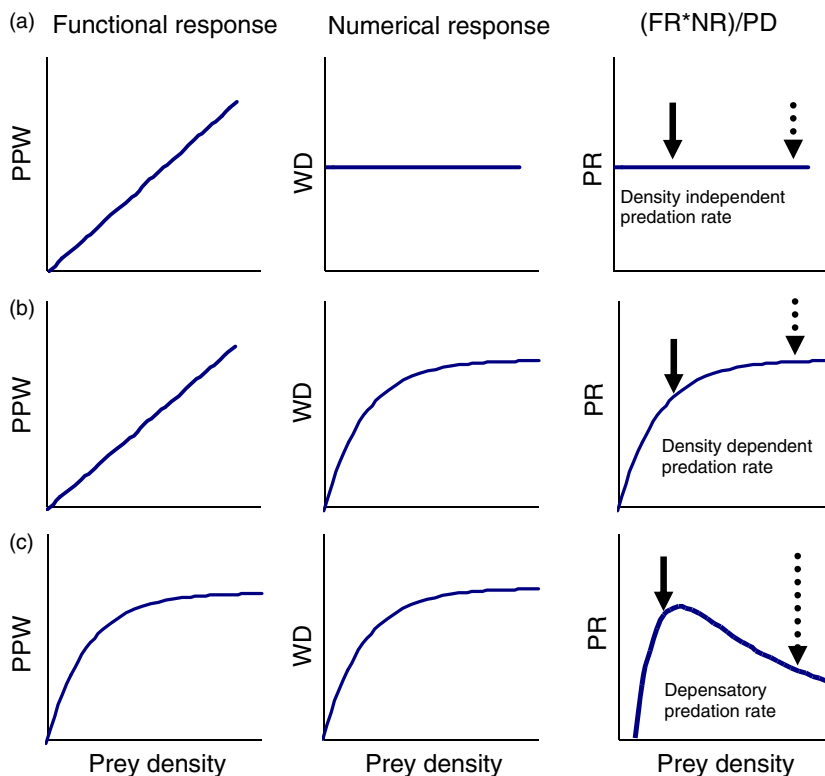 (a)
Functional response
Numerical response
(FR*NR)/PD
PPW
WD
PR
Density independent
predation rate
(b)
PPW
WD
PR
Density dependent
predation rate
(c)
PPW
WD
PR
Depensatory
predation rate
Prey density
Prey density
Prey density